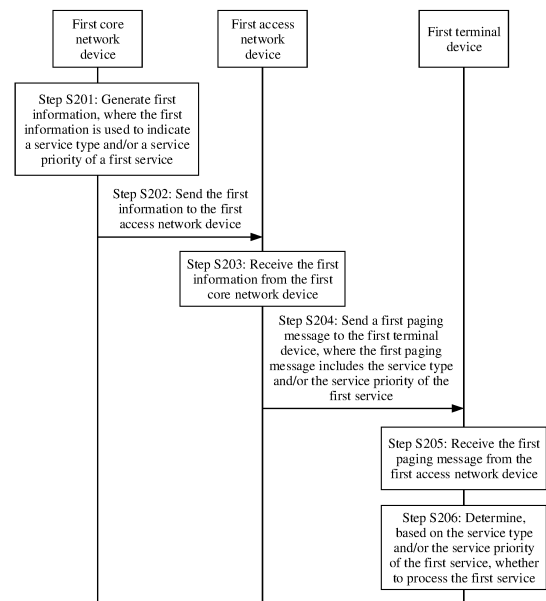 First core
network
device
First access
network
device
First terminal
device
Step S201: Generate first
information, where the first
information is used to indicate
a service type and/or a service
priority of a first service
Step S202: Send the first
information to the first
access network device
Step S203: Receive the first
information from the first
core network device
Step S204: Send a first paging
message to the first terminal
device, where the first paging
message includes the service type
and/or the service priority of the
first service
Step S205: Receive the first
paging message from the
first access network device
Step S206: Determine,
based on the service type
and/or the service priority
of the first service, whether
to process the first service